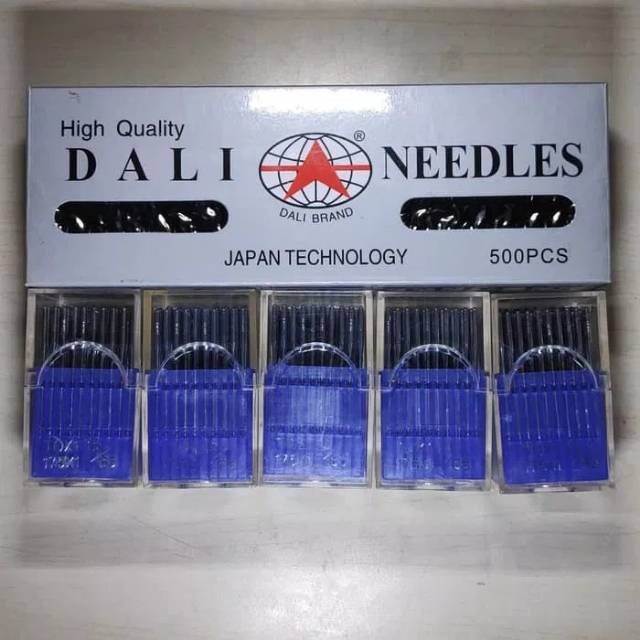 High Quality
DALI NEEDLES
®
DALI BRAND
JAPAN TECHNOLOGY 500PCS